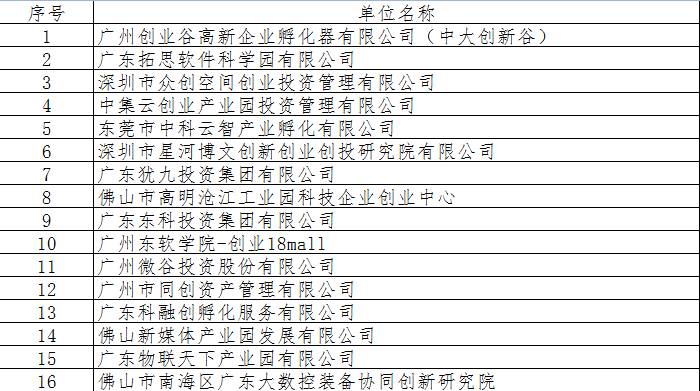 序号 单位名称
1 广州创业谷高新企业孵化器有限公司（中大创新谷）
2 广东拓思软件科学园有限公司
3 深圳市众创空间创业投资管理有限公司
4 中集云创业产业园投资管理有限公司
5 东莞市中科云智产业孵化有限公司
6 深圳市星河博文创新创业创投研究院有限公司
7 广东犹九投资集团有限公司
8 佛山市高明沧江工业园科技企业创业中心
9 广东东科投资集团有限公司
10 广州东软学院-创业18mall
11 广州微谷投资股份有限公司
12 广州市同创资产管理有限公司
13 广东科融创孵化服务有限公司
14 佛山新媒体产业园发展有限公司
15 广东物联天下产业园有限公司
16 佛山市南海区广东大数控装备协同创新研究院